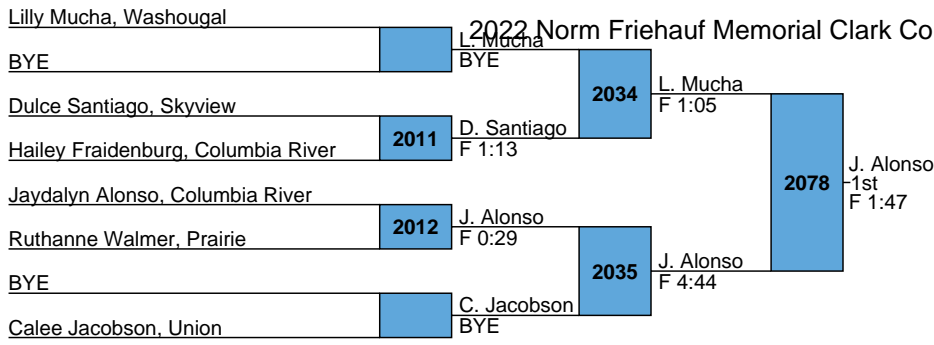 2022 Norm Friehauf Memorial Clark Co
Lilly Mucha, Washougal
BYE
Dulce Santiago, Skyview
Hailey Fraidenburg, Columbia River
Jaydalyn Alonso, Columbia River
Ruthanne Walmer, Prairie
BYE
Calee Jacobson, Union
2011
2012
L. Mucha
BYE
D. Santiago
F 1:13
J. Alonso
F 0:29
C. Jacobson
BYE
2034
2035
L. Mucha
F 1:05
J. Alonso
F 4:44
2078
J. Alonso
1st
F 1:47